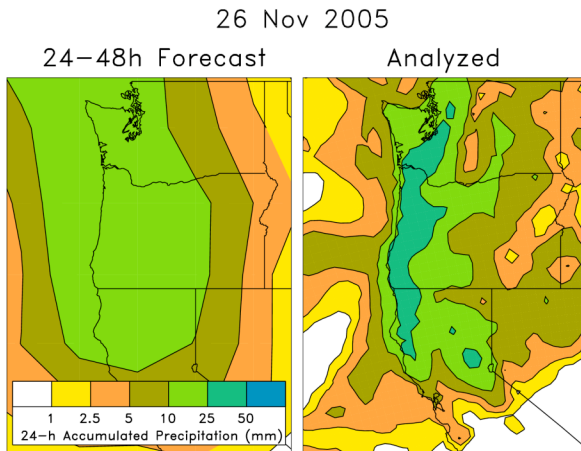 26 Nov 2005
24-48h Forecast
Analyzed
1 2.5 5 10 25 50
24-h Accumulated Precipitation (mm)